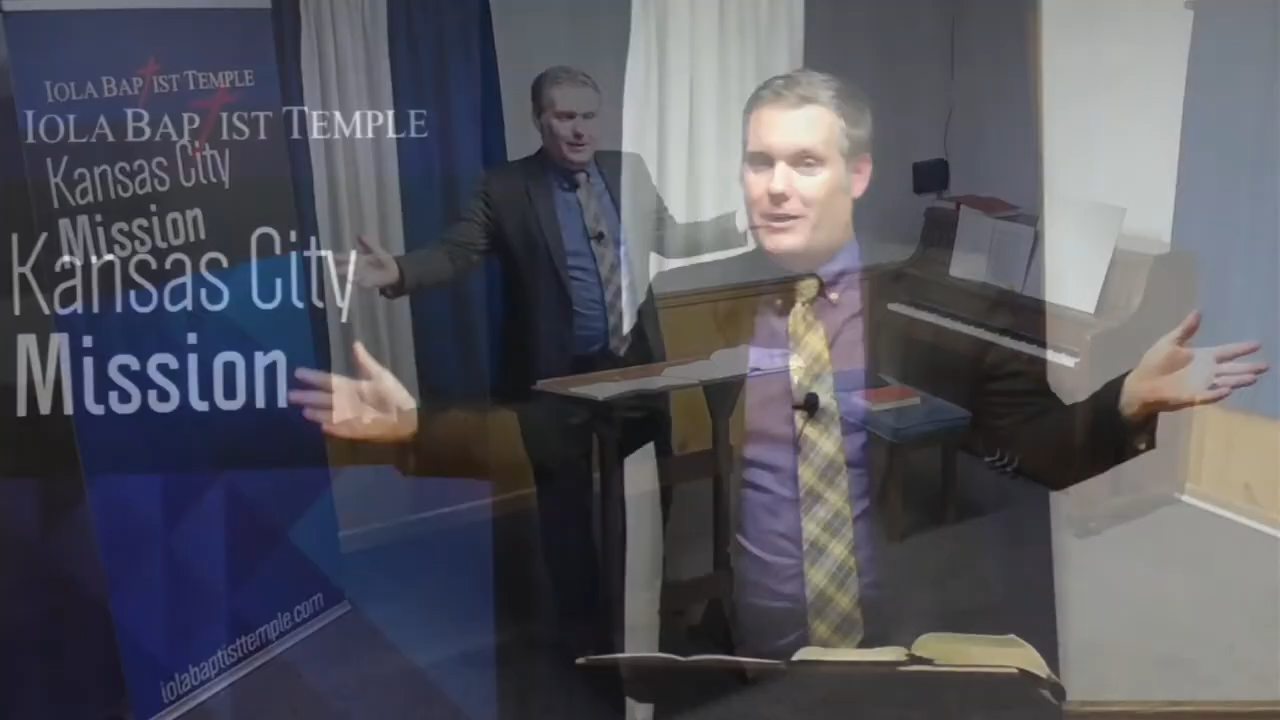 IOLA BAPTIST TEMPLE
IOLA BAPTIST TEMPLE
Kansas City
Mission
Kansas City
Mission
iolabaptisttemple.com